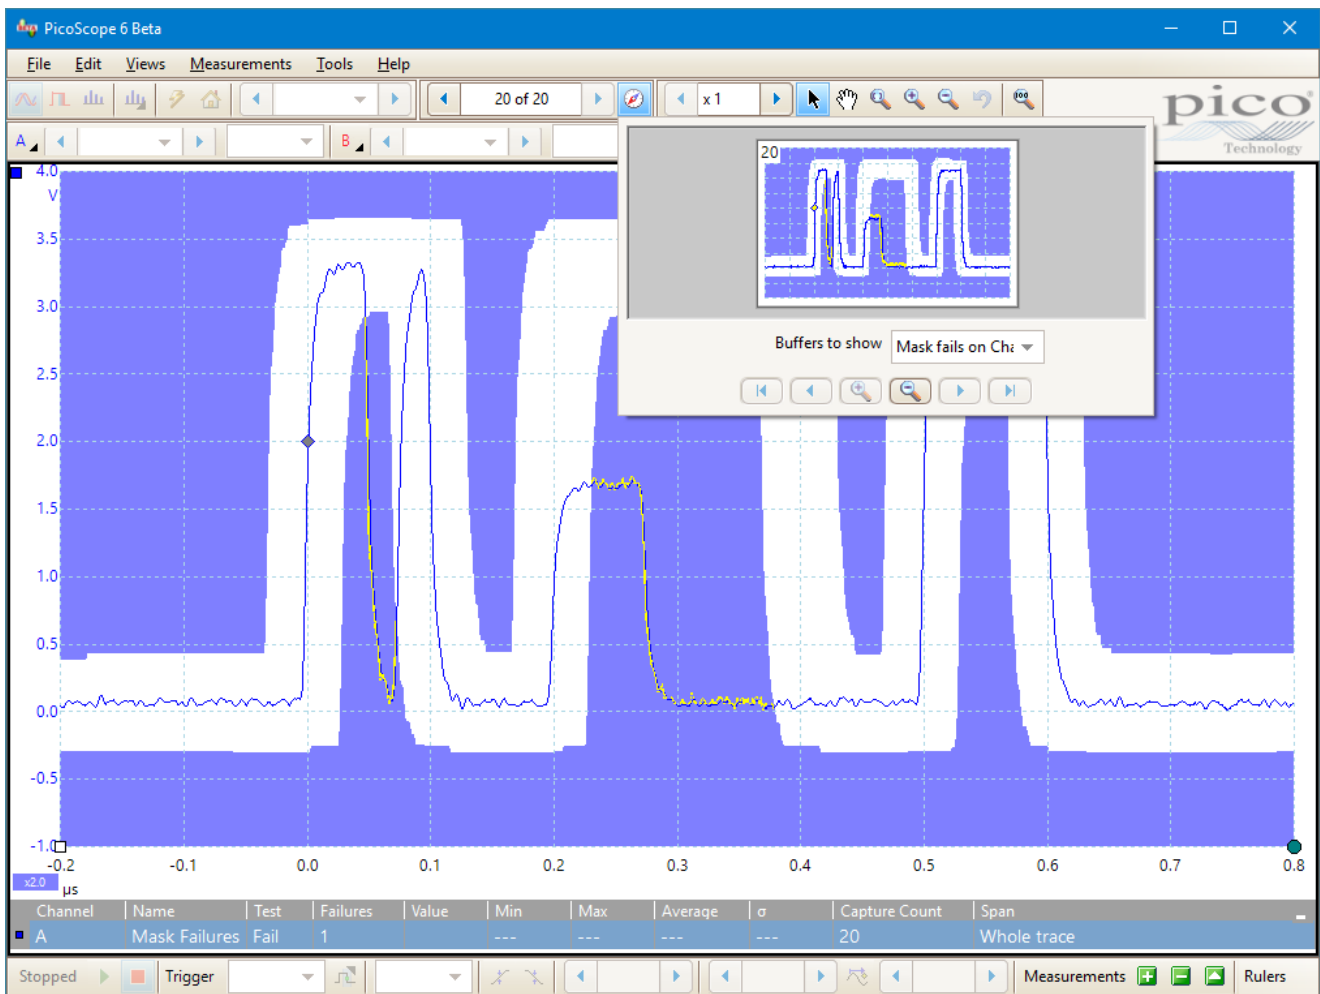 PicoScope 6 Beta
File Edit Views Measurements Tools Help
20 of 20 x 1
pico
Technology
A B
20
Buffers to show Mask fails on Cha
4.0
V
3.5
3.0
2.5
2.0
1.5
1.0
0.5
0.0
-0.5
-1.0
-0.2 -0.1 0.0 0.1 0.2 0.3 0.4 0.5 0.6 0.7 0.8
x2.0 µs
Channel Name Test Failures Value Min Max Average σ Capture Count Span
A Mask Failures Fail 1 --- --- --- --- 20 Whole trace
Stopped Trigger Measurements Rulers